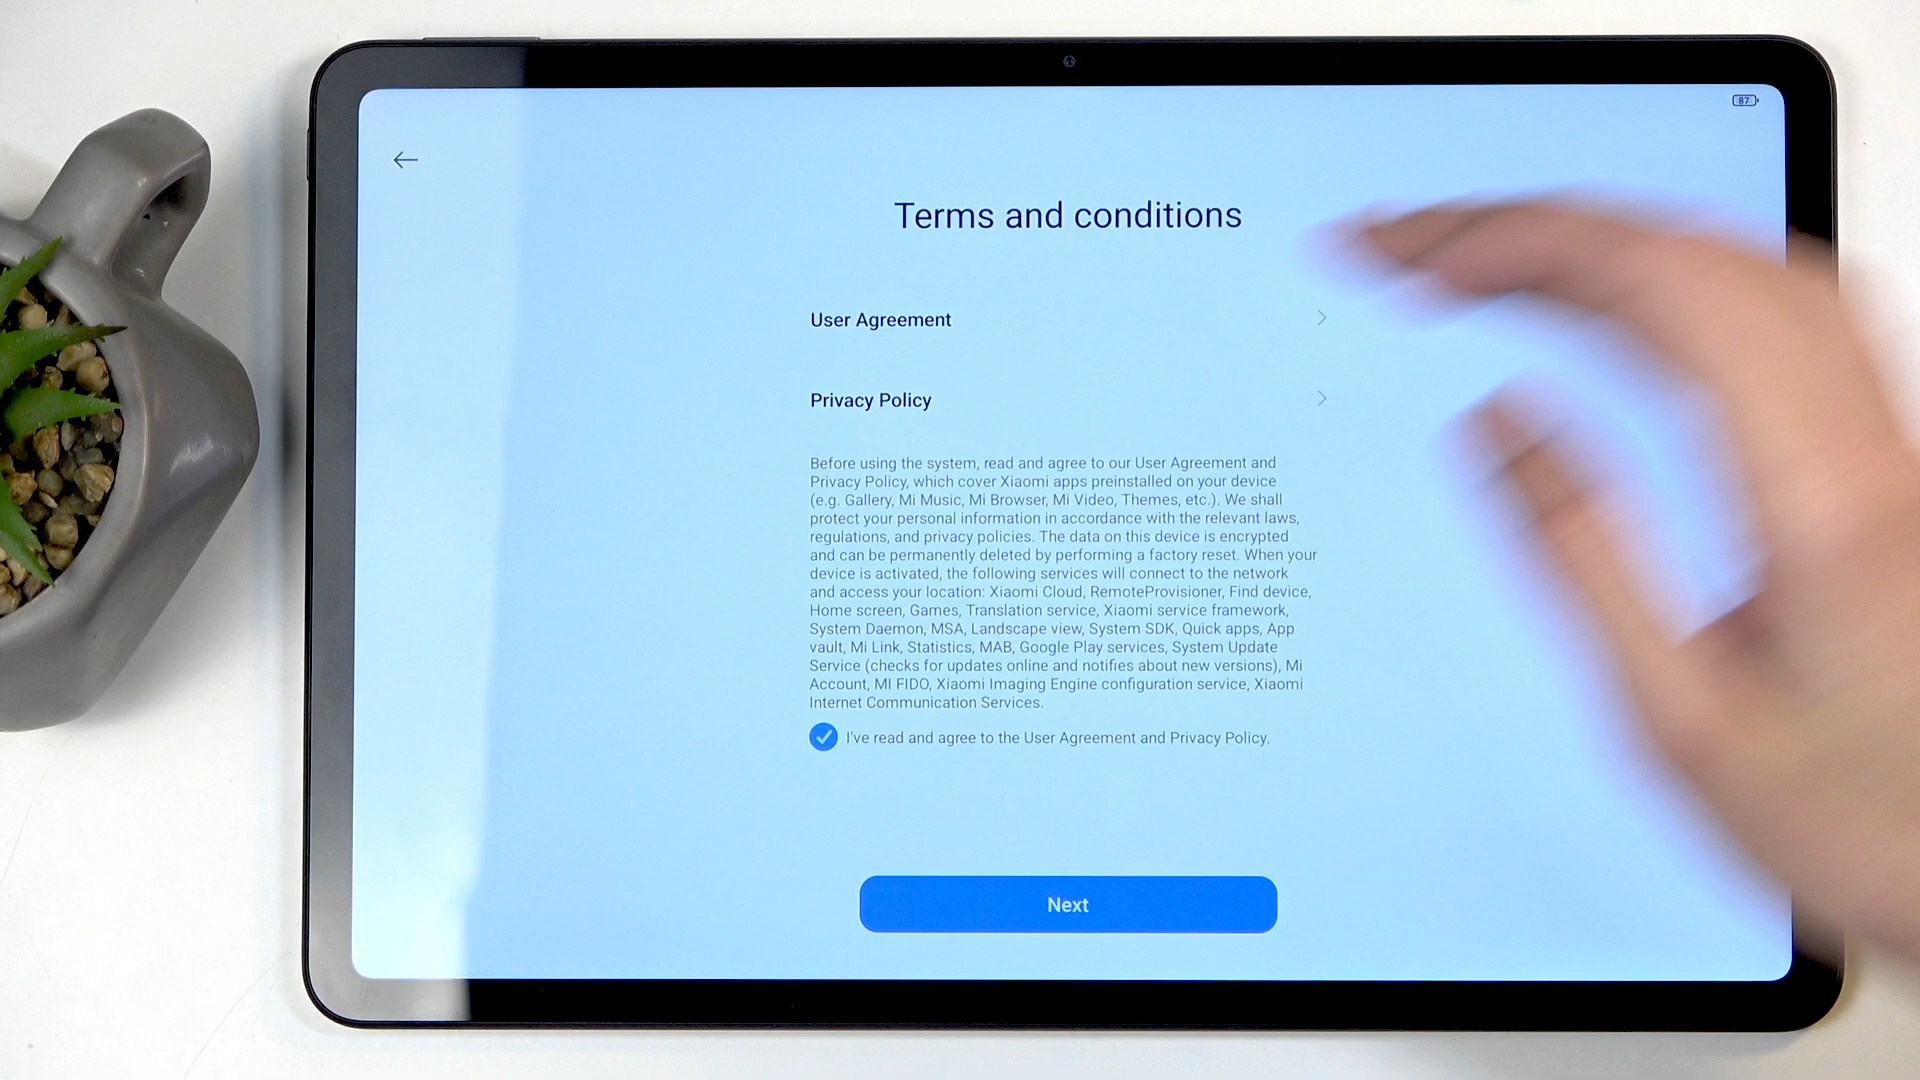 87
Terms and conditions
User Agreement
Privacy Policy
Before using the system, read and agree to our User Agreement and
Privacy Policy, which cover Xiaomi apps preinstalled on your device
(e.g. Gallery, Mi Music, Mi Browser, Mi Video, Themes, etc.). We shall
protect your personal information in accordance with the relevant laws,
regulations, and privacy policies. The data on this device is encrypted
and can be permanently deleted by performing a factory reset. When your
device is activated, the following services will connect to the network
and access your location: Xiaomi Cloud, RemoteProvisioner, Find device,
Home screen, Games, Translation service, Xiaomi service framework,
System Daemon, MSA, Landscape view, System SDK, Quick apps, App
vault, Mi Link, Statistics, MAB, Google Play services, System Update
Service (checks for updates online and notifies about new versions), Mi
Account, MI FIDO, Xiaomi Imaging Engine configuration service, Xiaomi
Internet Communication Services.
I've read and agree to the User Agreement and Privacy Policy.
Next